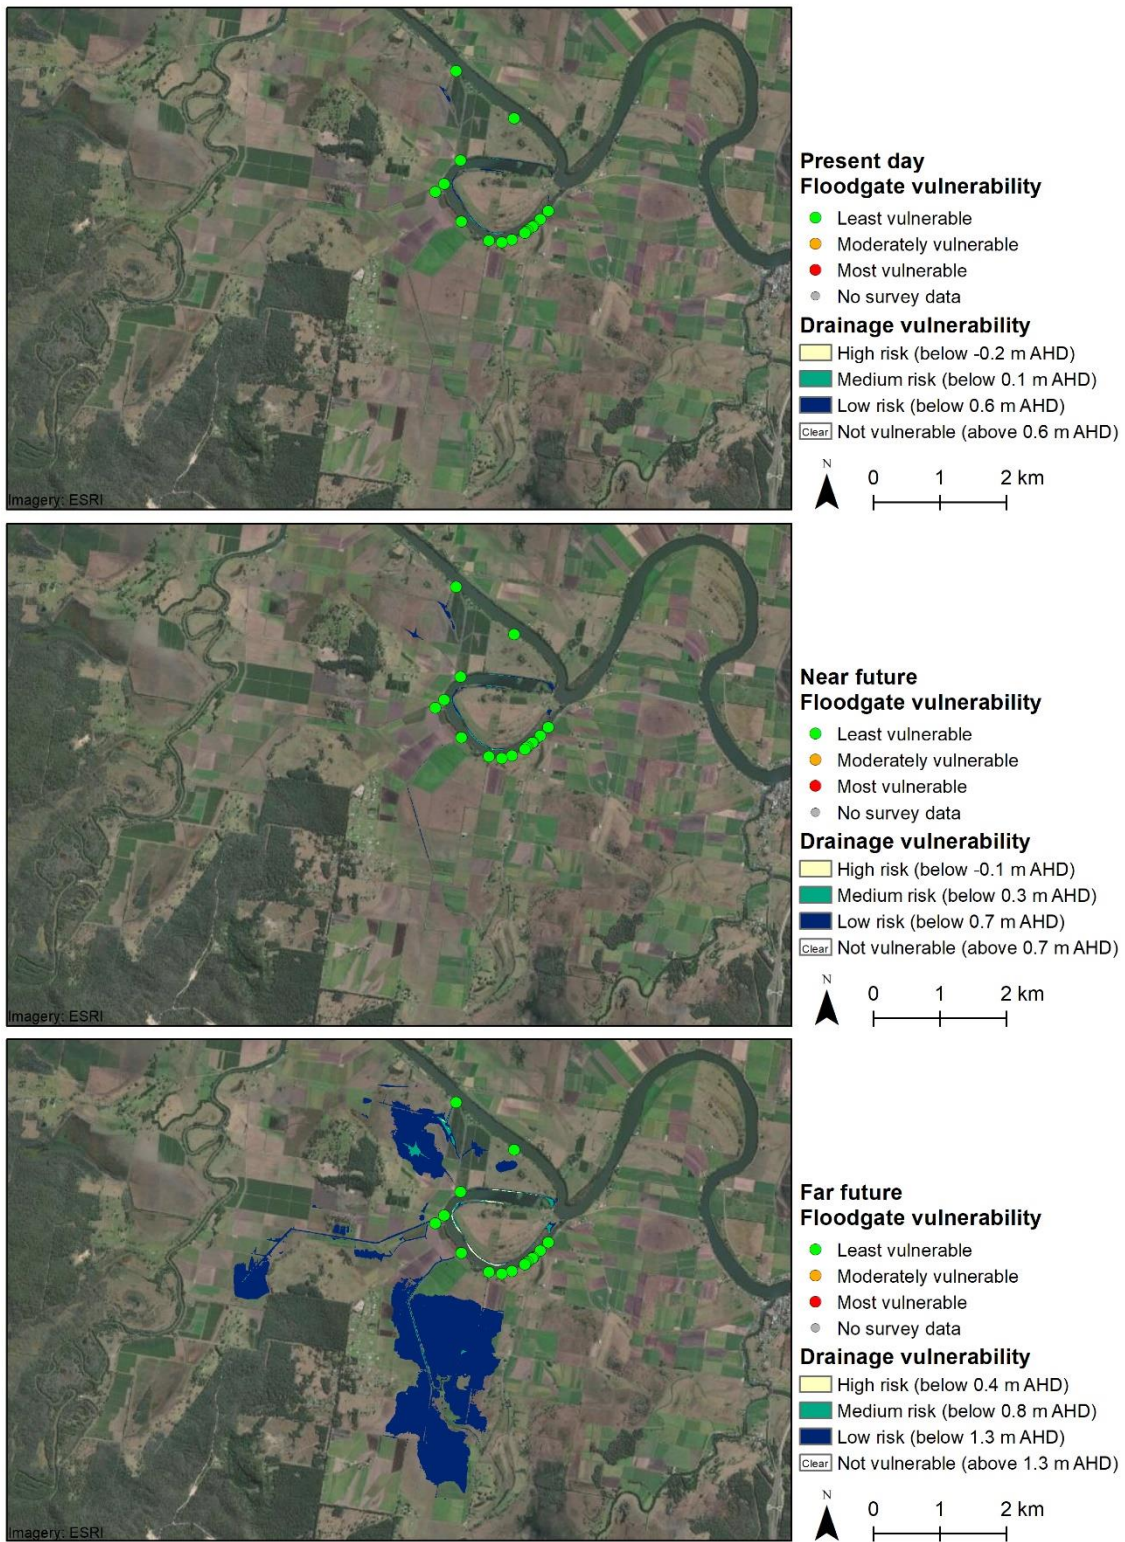 Present day
Floodgate vulnerability
Least vulnerable
Moderately vulnerable
Most vulnerable
No survey data
Drainage vulnerability
High risk (below -0.2 m AHD)
Medium risk (below 0.1 m AHD)
Low risk (below 0.6 m AHD)
Clear Not vulnerable (above 0.6 m AHD)
N
0 1 2 km
Imagery: ESRI
Near future
Floodgate vulnerability
Least vulnerable
Moderately vulnerable
Most vulnerable
No survey data
Drainage vulnerability
High risk (below -0.1 m AHD)
Medium risk (below 0.3 m AHD)
Low risk (below 0.7 m AHD)
Clear Not vulnerable (above 0.7 m AHD)
N
0 1 2 km
Imagery: ESRI
Far future
Floodgate vulnerability
Least vulnerable
Moderately vulnerable
Most vulnerable
No survey data
Drainage vulnerability
High risk (below 0.4 m AHD)
Medium risk (below 0.8 m AHD)
Low risk (below 1.3 m AHD)
Clear Not vulnerable (above 1.3 m AHD)
N
0 1 2 km
Imagery: ESRI